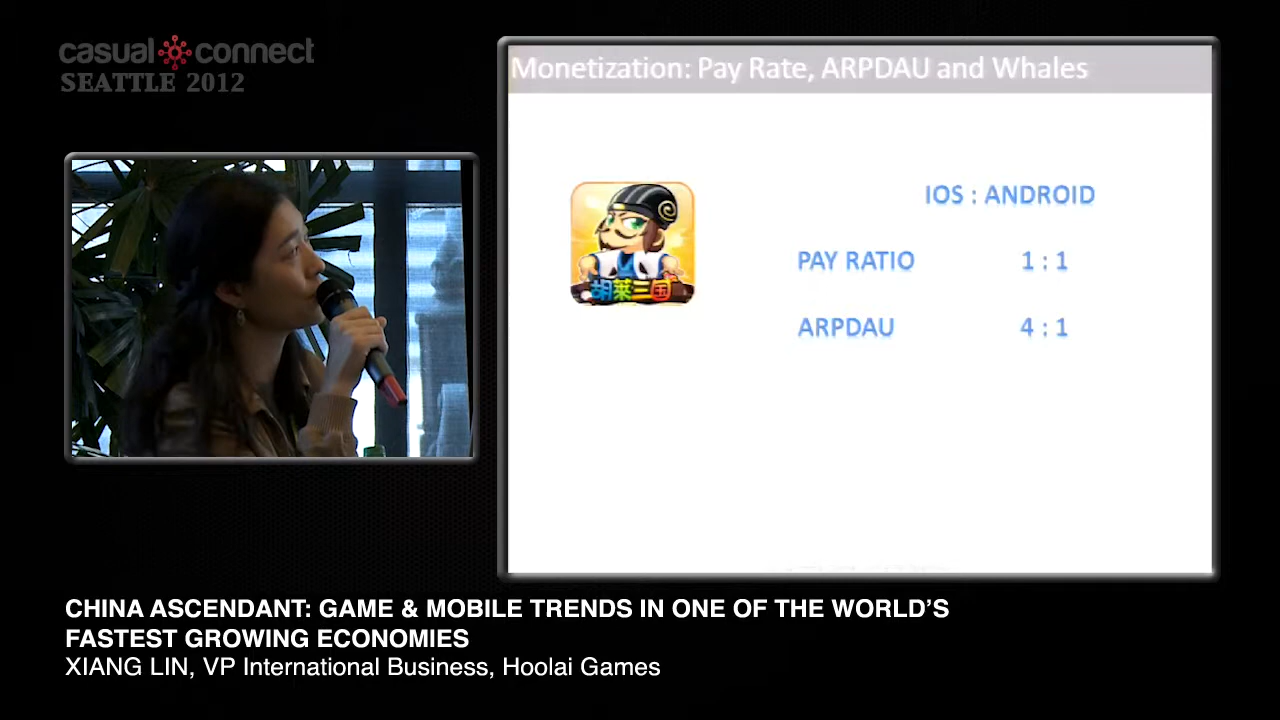 casual connect
SEATTLE 2012
Monetization: Pay Rate, ARPDAU and Whales
IOS : ANDROID
PAY RATIO 1 : 1
ARPDAU 4 : 1
胡莱三国
CHINA ASCENDANT: GAME & MOBILE TRENDS IN ONE OF THE WORLD'S
FASTEST GROWING ECONOMIES
XIANG LIN, VP International Business, Hoolai Games